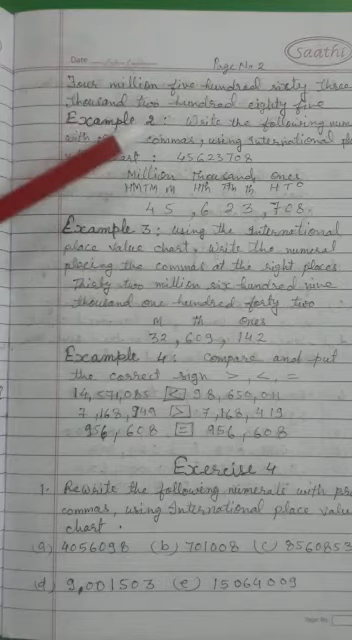 Saathi
Date
Page No 2
Four million five hundred sixty three
thousand two hundred eighty five
Example 2: Write the following num
with commas, using International pl
: 45623708
Million Thousands ones
HM TM M HTh TTh Th H T O
45,623,708.
Example 3: using the International
place value chart, write the numeral
placing the commas at the right places
Thirty two million six hundred nine
thousand one hundred forty two
M th ones
32,609,142
Example 4: compare and put
the correct sign >, <, =
14,571,085 < 98,650,011
7,168,949 > 7,168,419
956,608 = 956,608
Exercise 4
1. Rewrite the following numerals with pr
commas, using International place value
chart.
(a) 4056098 (b) 701008 (c) 8560853
(d) 9,001503 (e) 15064009
Page No.